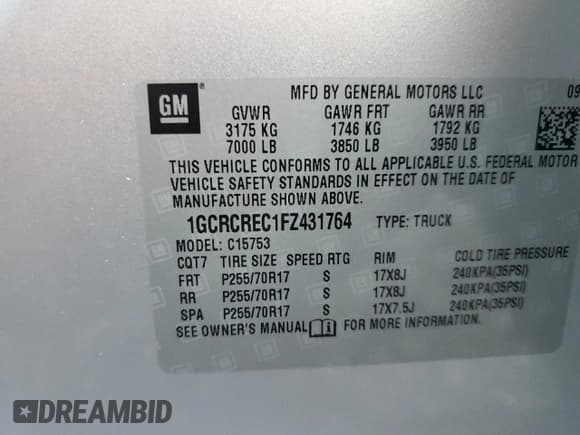 GM
®
MFD BY GENERAL MOTORS LLC 09
GVWR GAWR FRT GAWR RR
3175 KG 1746 KG 1792 KG
7000 LB 3850 LB 3950 LB
THIS VEHICLE CONFORMS TO ALL APPLICABLE U.S. FEDERAL MOTOR
VEHICLE SAFETY STANDARDS IN EFFECT ON THE DATE OF
MANUFACTURE SHOWN ABOVE.
1GCRCREC1FZ431764 TYPE: TRUCK
MODEL: C15753
CQT7 TIRE SIZE SPEED RTG RIM COLD TIRE PRESSURE
FRT P255/70R17 S 17X8J 240KPA(35PSI)
RR P255/70R17 S 17X8J 240KPA(35PSI)
SPA P255/70R17 S 17X7.5J 240KPA(35PSI)
SEE OWNER'S MANUAL FOR MORE INFORMATION.
DREAMBID